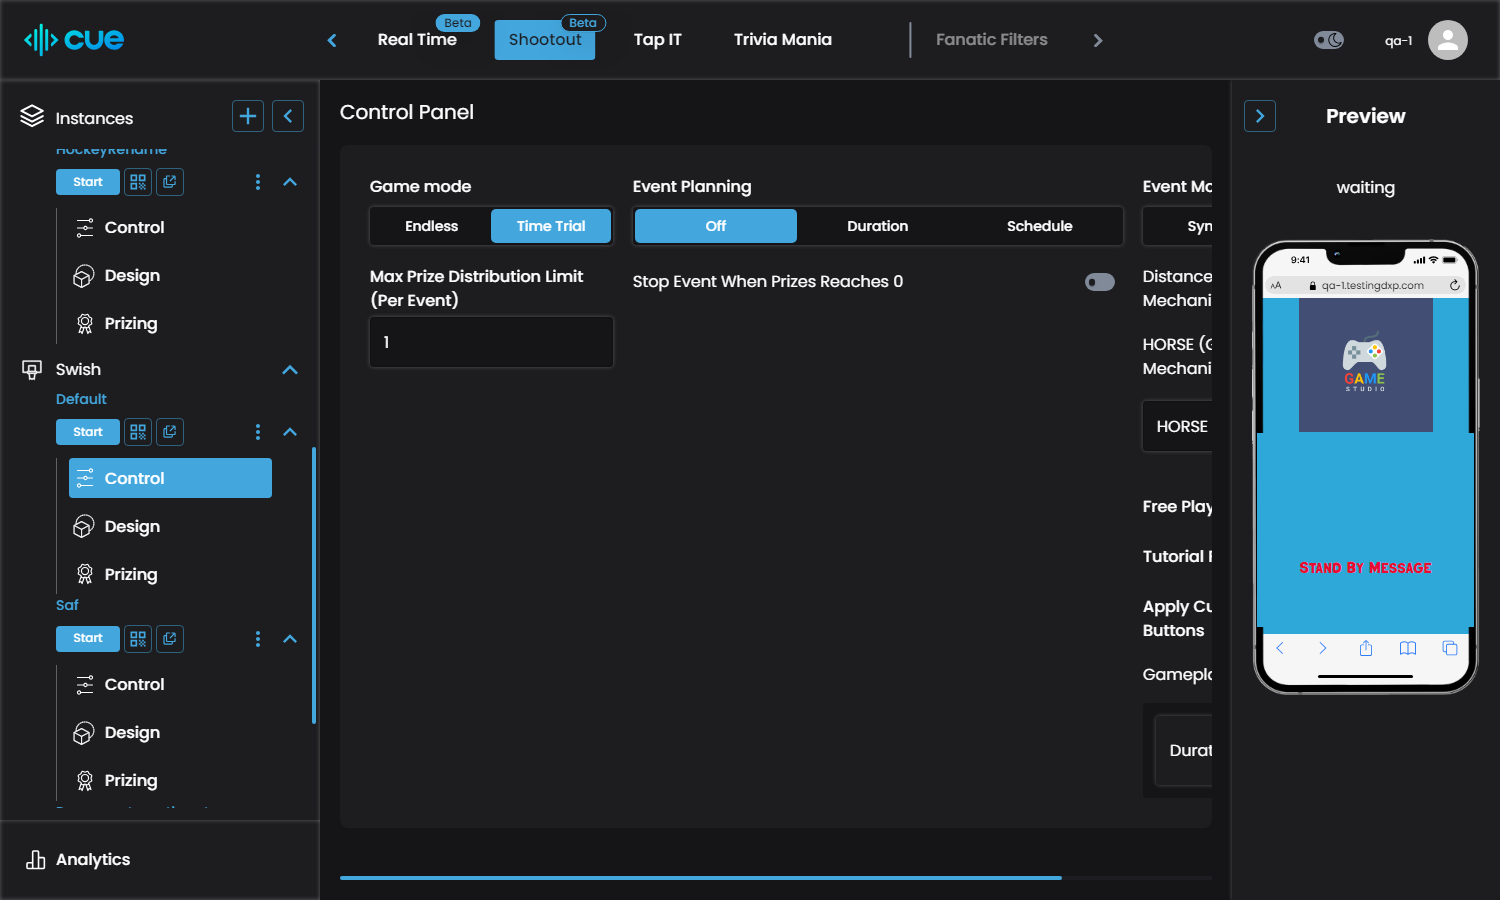 cue
Real Time
Beta
Shootout
Beta
Tap IT
Trivia Mania
Fanatic Filters
qa-1
Instances
HockeyRename
Start
Control
Design
Prizing
Swish
Default
Start
Control
Design
Prizing
Saf
Start
Control
Design
Prizing
Analytics
Control Panel
Game mode
Endless
Time Trial
Max Prize Distribution Limit
(Per Event)
1
Event Planning
Off
Duration
Schedule
Stop Event When Prizes Reaches 0
Event Mo
Syn
Distance
Mechani
HORSE (G
Mechani
HORSE
Free Play
Tutorial
Apply Cu
Buttons
Gamepla
Durat
Preview
waiting
9:41
AA
qa-1.testingdxp.com
GAME
STUDIO
Stand By Message